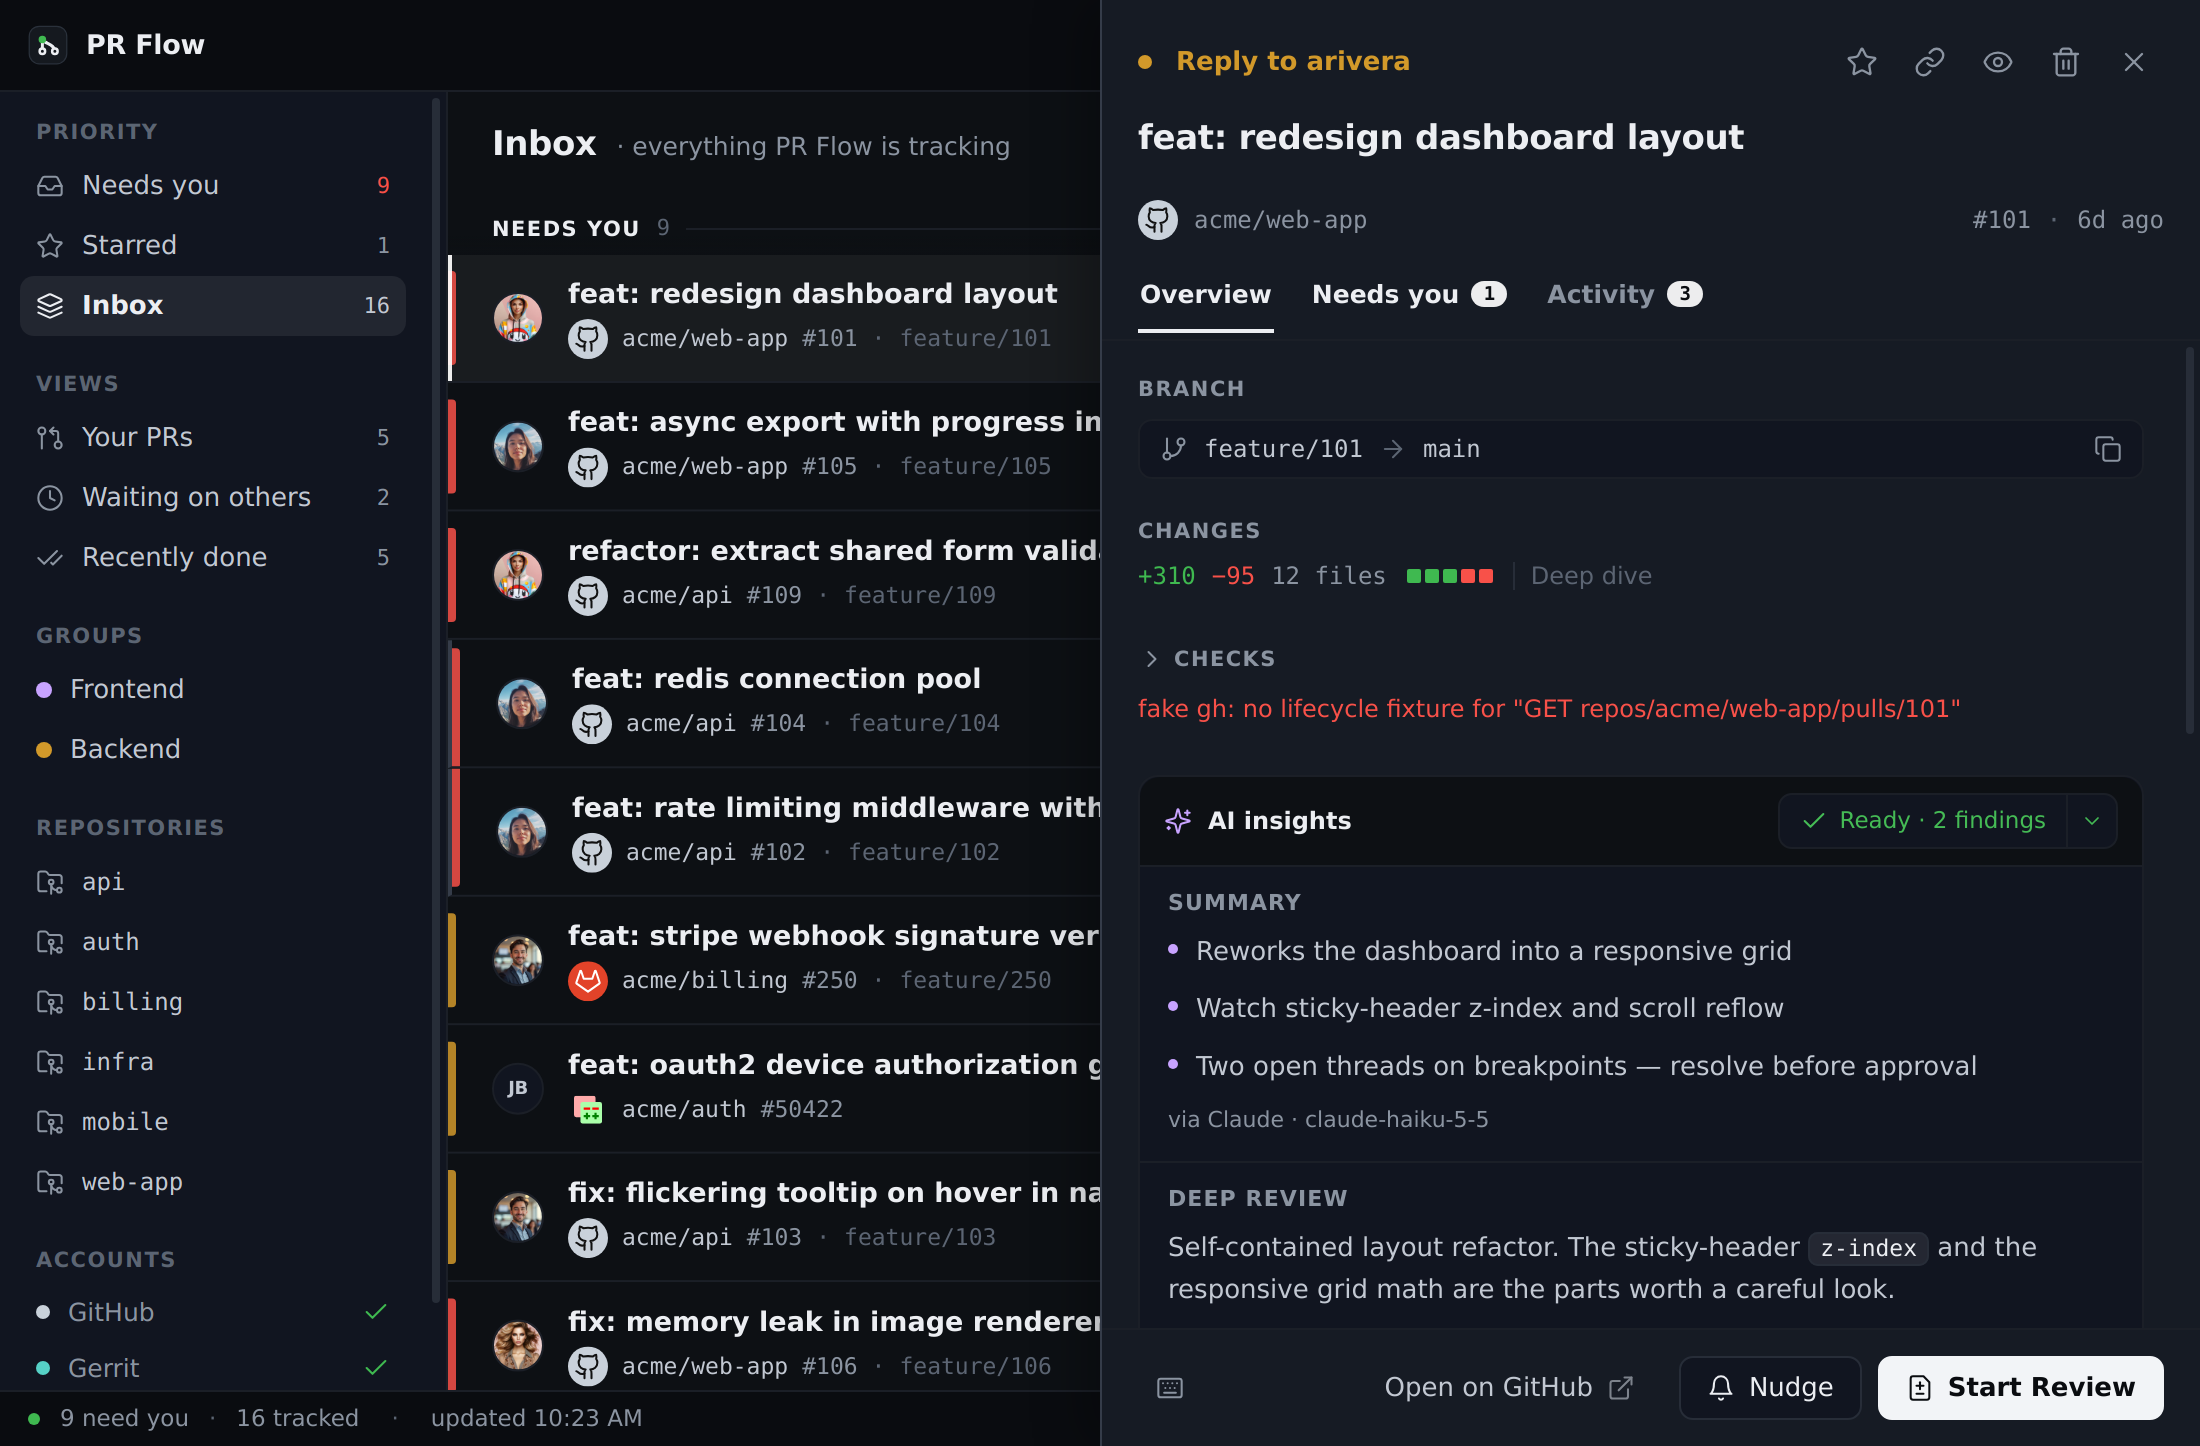 PR Flow
PRIORITY
Needs you 9
Starred 1
Inbox 16
VIEWS
Your PRs 5
Waiting on others 2
Recently done 5
GROUPS
Frontend
Backend
REPOSITORIES
api
auth
billing
infra
mobile
web-app
ACCOUNTS
GitHub
Gerrit
Inbox · everything PR Flow is tracking
NEEDS YOU 9
feat: redesign dashboard layout
acme/web-app #101 · feature/101
feat: async export with progress in
acme/web-app #105 · feature/105
refactor: extract shared form valid
acme/api #109 · feature/109
feat: redis connection pool
acme/api #104 · feature/104
feat: rate limiting middleware with
acme/api #102 · feature/102
feat: stripe webhook signature ver
acme/billing #250 · feature/250
JB
feat: oauth2 device authorization g
acme/auth #50422
fix: flickering tooltip on hover in na
acme/api #103 · feature/103
fix: memory leak in image renderer
acme/web-app #106 · feature/106
9 need you · 16 tracked · updated 10:23 AM
Reply to arivera
feat: redesign dashboard layout
acme/web-app #101 · 6d ago
Overview Needs you 1 Activity 3
BRANCH
feature/101 → main
CHANGES
+310 −95 12 files Deep dive
CHECKS
fake gh: no lifecycle fixture for "GET repos/acme/web-app/pulls/101"
AI insights Ready · 2 findings
SUMMARY
Reworks the dashboard into a responsive grid
Watch sticky-header z-index and scroll reflow
Two open threads on breakpoints — resolve before approval
via Claude · claude-haiku-5-5
DEEP REVIEW
Self-contained layout refactor. The sticky-header z-index and the
responsive grid math are the parts worth a careful look.
Open on GitHub Nudge Start Review